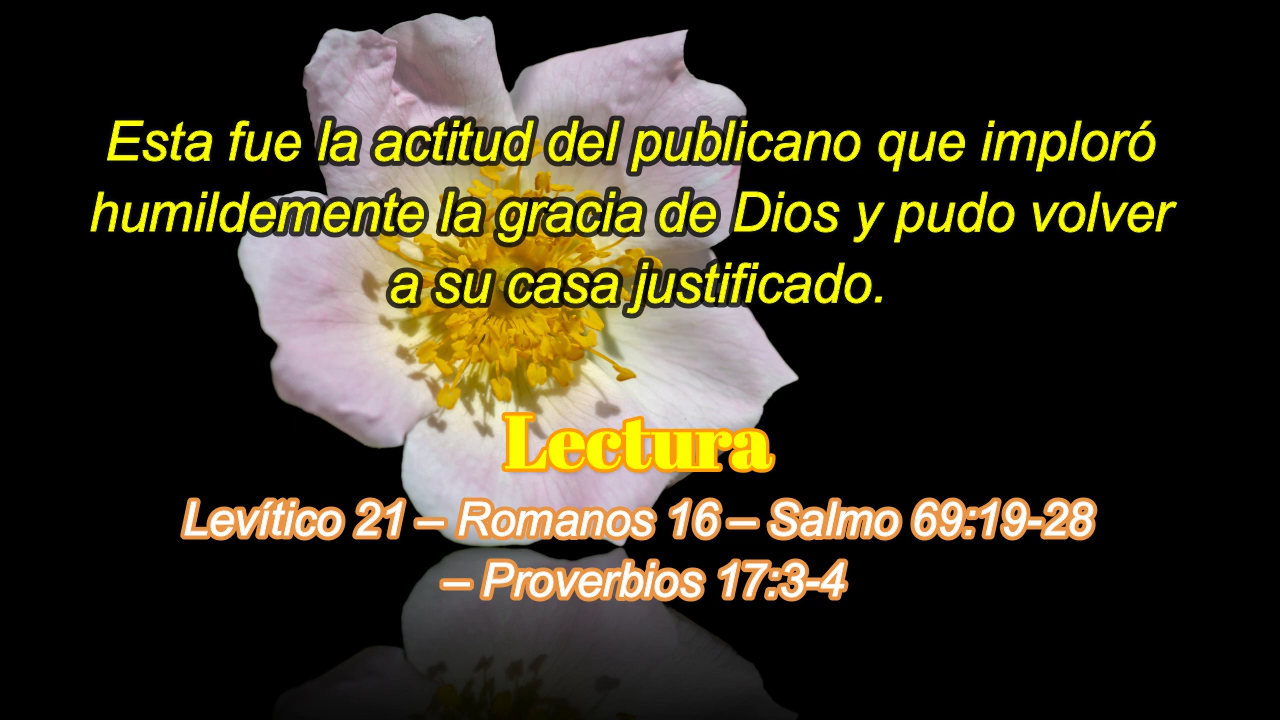 Esta fue la actitud del publicano que imploró
humildemente la gracia de Dios y pudo volver
a su casa justificado.
Lectura
Levítico 21 – Romanos 16 – Salmo 69:19-28
– Proverbios 17:3-4